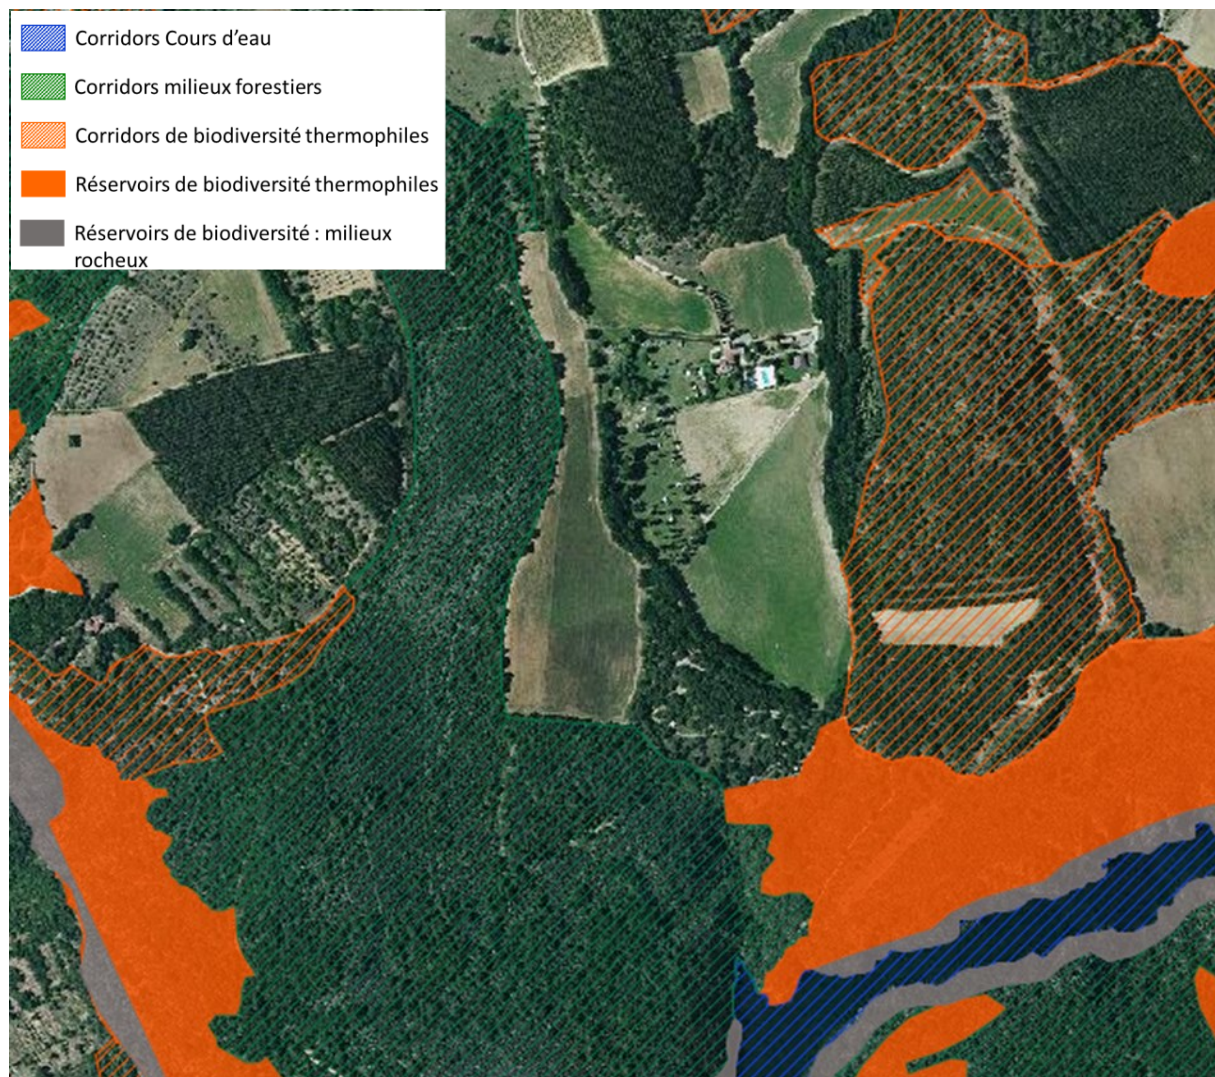 Corridors Cours d’eau
Corridors milieux forestiers
Corridors de biodiversité thermophiles
Réservoirs de biodiversité thermophiles
Réservoirs de biodiversité : milieux
rocheux